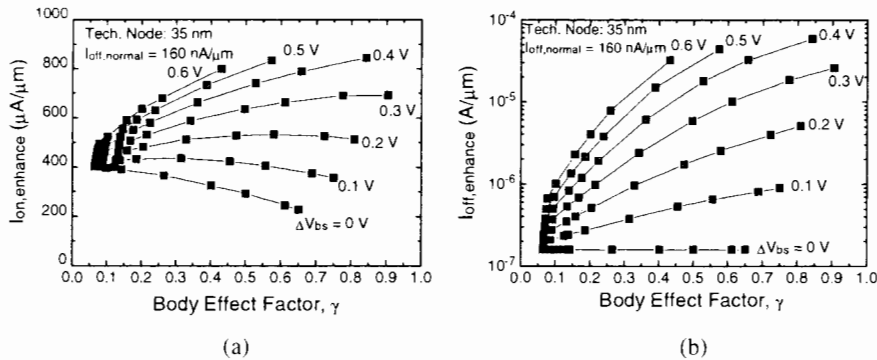 Tech. Node: 35 nm
I_off,normal = 160 nA/μm
0.6 V
0.5 V
0.4 V
0.3 V
0.2 V
0.1 V
ΔVbs = 0 V
1000
800
600
400
200
0
I_on,enhance (μA/μm)
0.0 0.1 0.2 0.3 0.4 0.5 0.6 0.7 0.8 0.9 1.0
Body Effect Factor, γ
(a)
Tech. Node: 35 nm
I_off,normal = 160 nA/μm
0.6 V
0.5 V
0.4 V
0.3 V
0.2 V
0.1 V
ΔVbs = 0 V
10⁻⁴
10⁻⁵
10⁻⁶
10⁻⁷
I_off,enhance (A/μm)
0.0 0.1 0.2 0.3 0.4 0.5 0.6 0.7 0.8 0.9 1.0
Body Effect Factor, γ
(b)